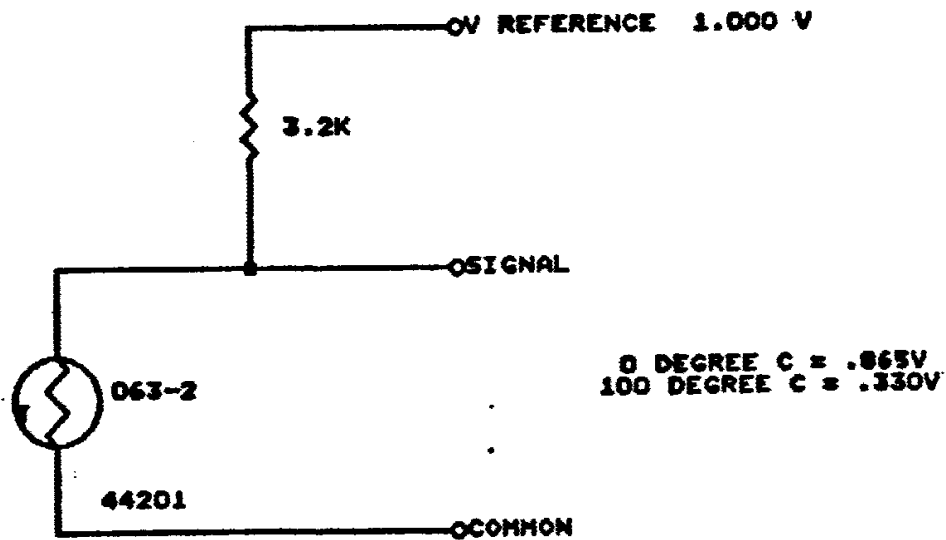 V REFERENCE 1.000 V
3.2K
SIGNAL
0 DEGREE C = .865V
100 DEGREE C = .330V
063-2
44201
COMMON